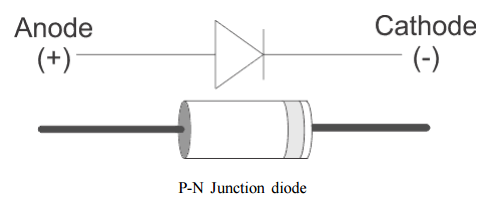 Anode
(+)
Cathode
(-)
P-N Junction diode